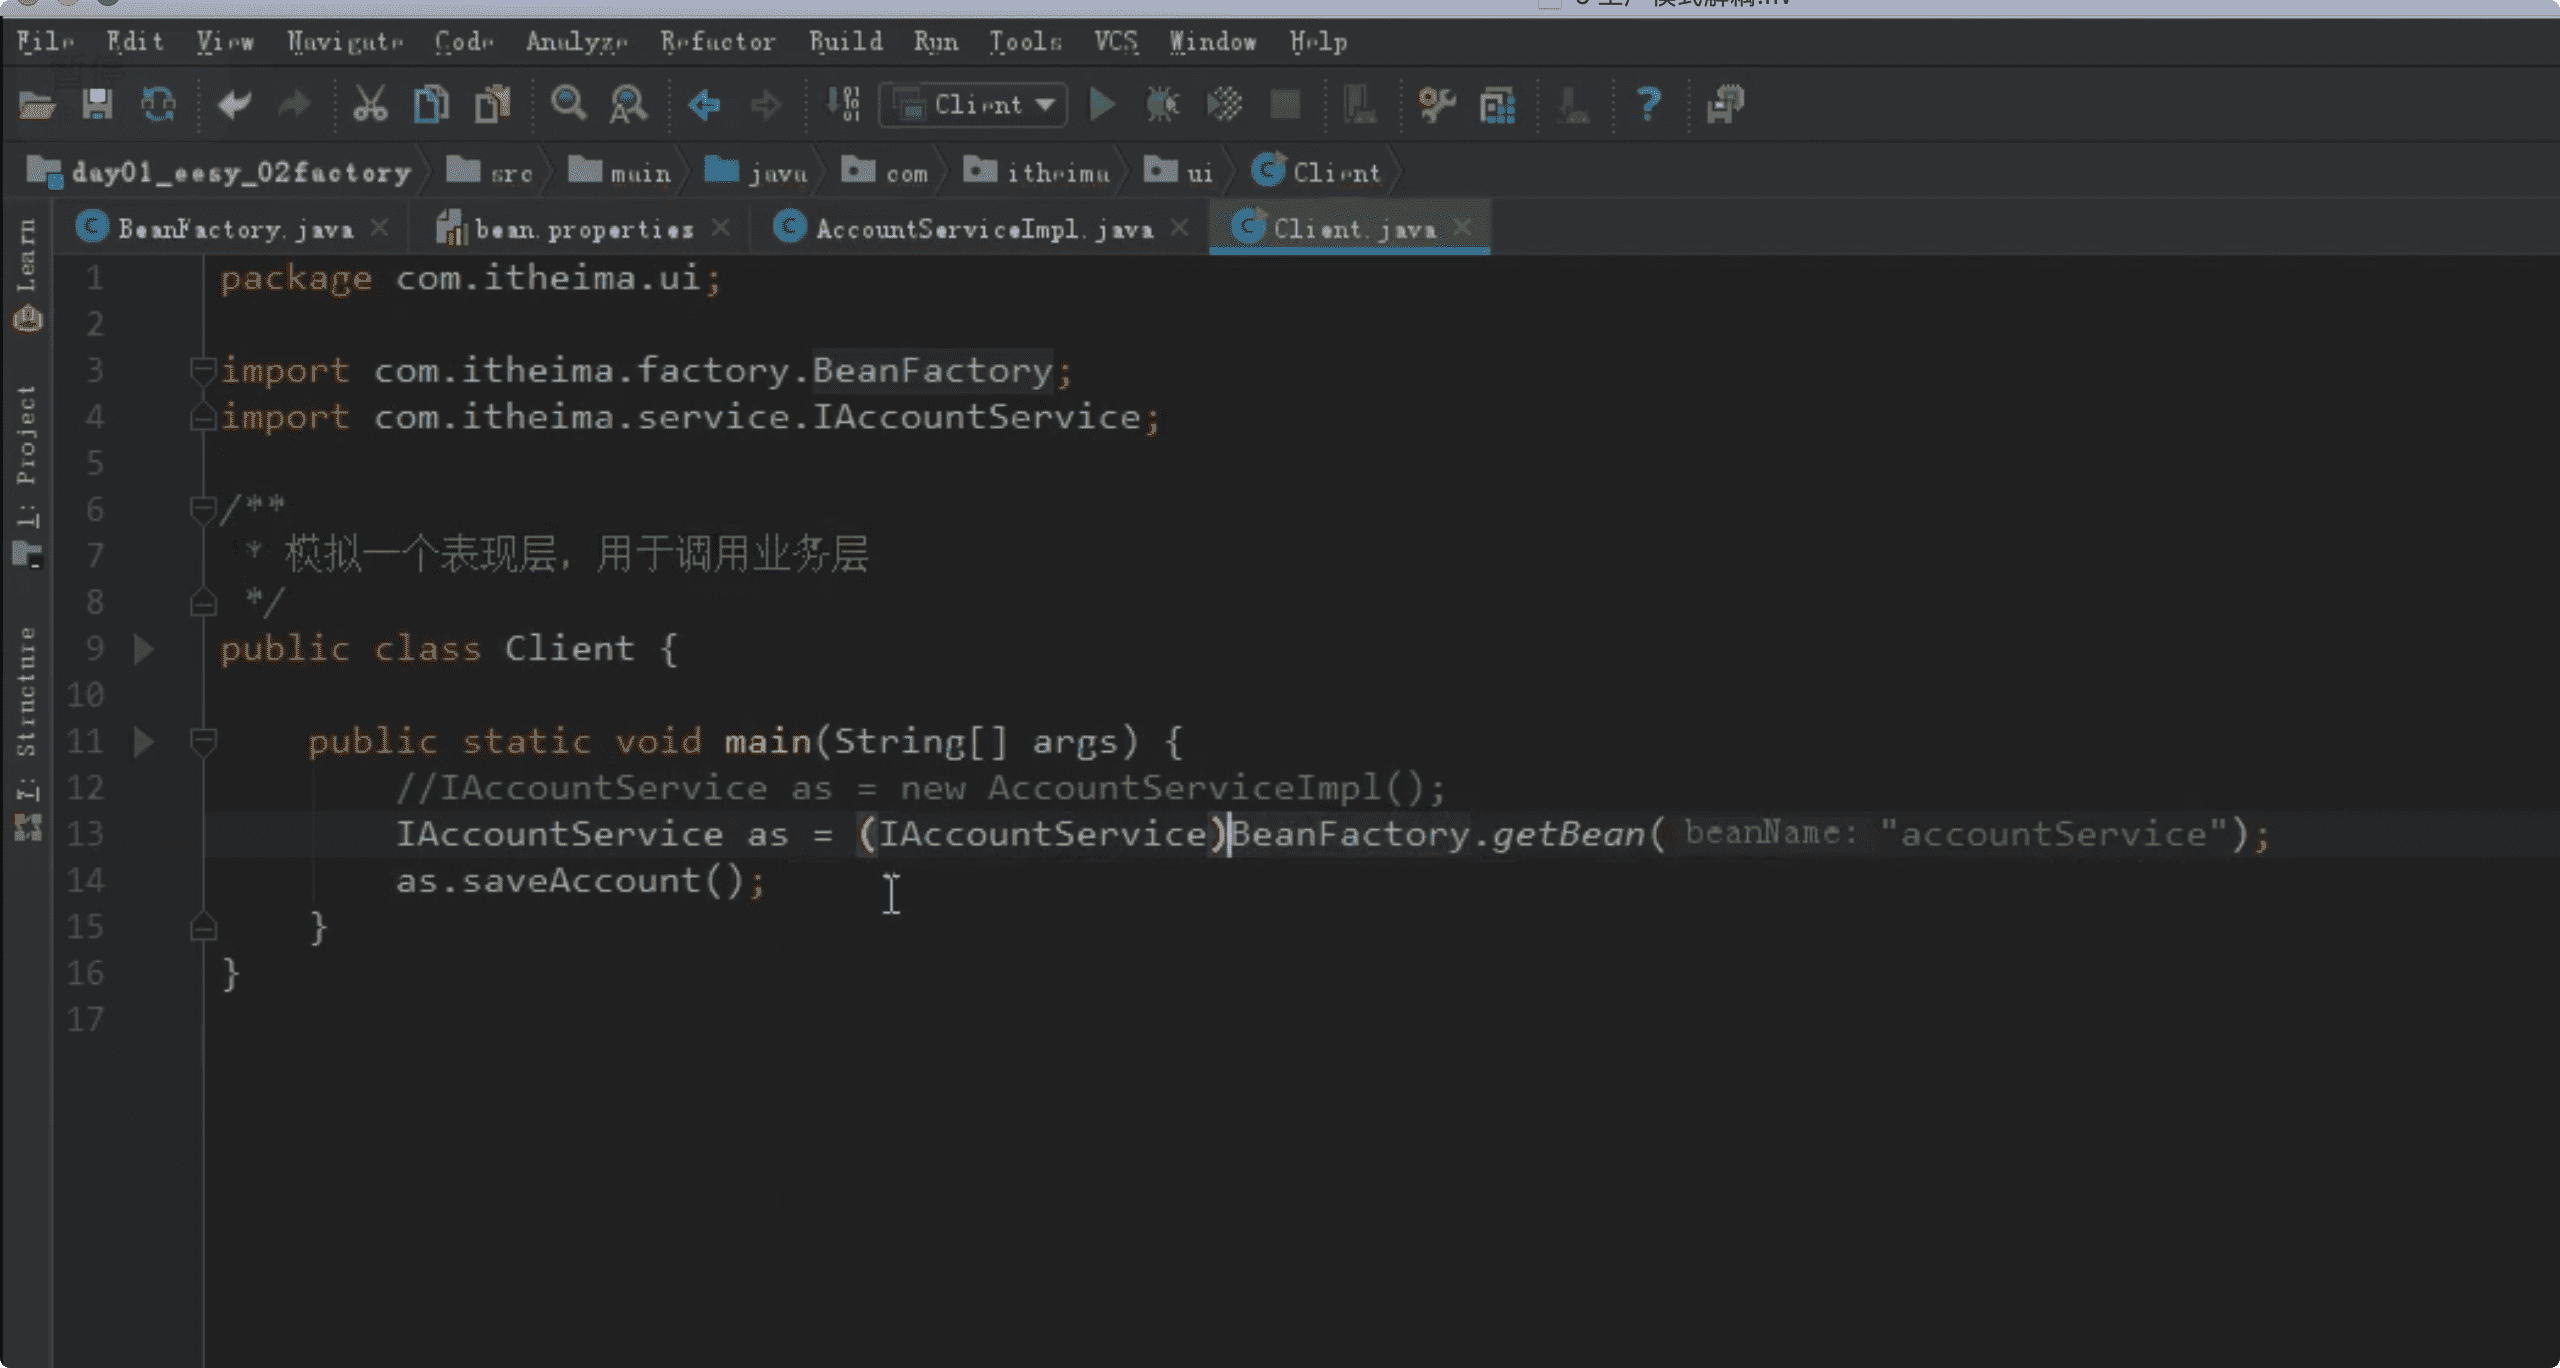 File Edit View Navigate Code Analyze Refactor Build Run Tools VCS Window Help
Client
day01_eesy_02factory src main java com itheima ui Client
BeanFactory.java bean.properties AccountServiceImpl.java Client.java
Learn
1: Project
7: Structure
1 package com.itheima.ui;
2
3 import com.itheima.factory.BeanFactory;
4 import com.itheima.service.IAccountService;
5
6 /**
7 * 模拟一个表现层，用于调用业务层
8 */
9 public class Client {
10
11 public static void main(String[] args) {
12 //IAccountService as = new AccountServiceImpl();
13 IAccountService as = (IAccountService)BeanFactory.getBean( beanName: "accountService");
14 as.saveAccount();
15 }
16 }
17